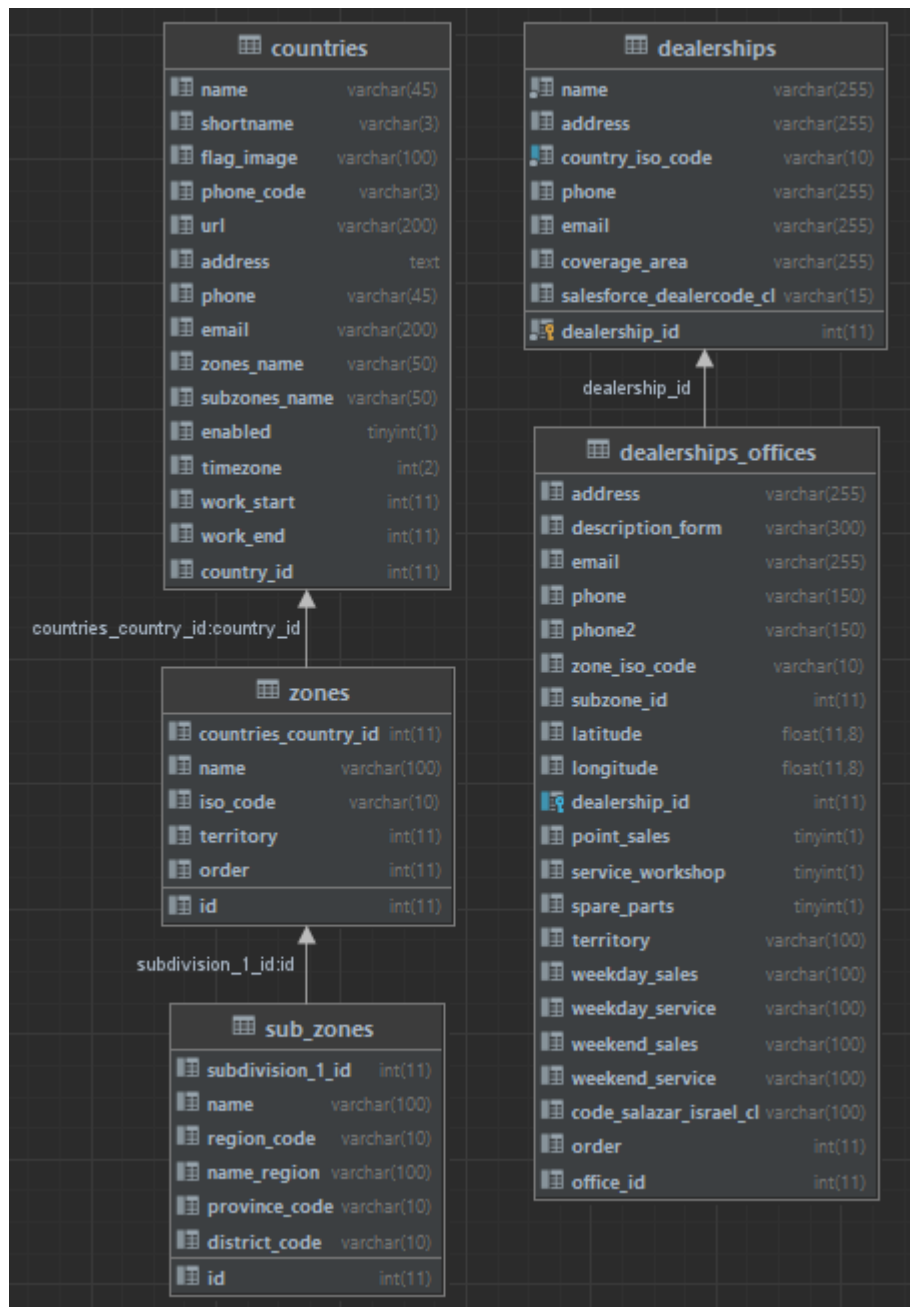 countries
name varchar(45)
shortname varchar(3)
flag_image varchar(100)
phone_code varchar(3)
url varchar(200)
address text
phone varchar(45)
email varchar(200)
zones_name varchar(50)
subzones_name varchar(50)
enabled tinyint(1)
timezone int(2)
work_start int(11)
work_end int(11)
country_id int(11)
countries_country_id:country_id
zones
countries_country_id int(11)
name varchar(100)
iso_code varchar(10)
territory int(11)
order int(11)
id int(11)
subdivision_1_id:id
sub_zones
subdivision_1_id int(11)
name varchar(100)
region_code varchar(10)
name_region varchar(100)
province_code varchar(10)
district_code varchar(10)
id int(11)
dealerships
name varchar(255)
address varchar(255)
country_iso_code varchar(10)
phone varchar(255)
email varchar(255)
coverage_area varchar(255)
salesforce_dealercode_cl varchar(15)
dealership_id int(11)
dealership_id
dealerships_offices
address varchar(255)
description_form varchar(300)
email varchar(255)
phone varchar(150)
phone2 varchar(150)
zone_iso_code varchar(10)
subzone_id int(11)
latitude float(11,8)
longitude float(11,8)
dealership_id int(11)
point_sales tinyint(1)
service_workshop tinyint(1)
spare_parts tinyint(1)
territory varchar(100)
weekday_sales varchar(100)
weekday_service varchar(100)
weekend_sales varchar(100)
weekend_service varchar(100)
code_salazar_israel_cl varchar(100)
order int(11)
office_id int(11)